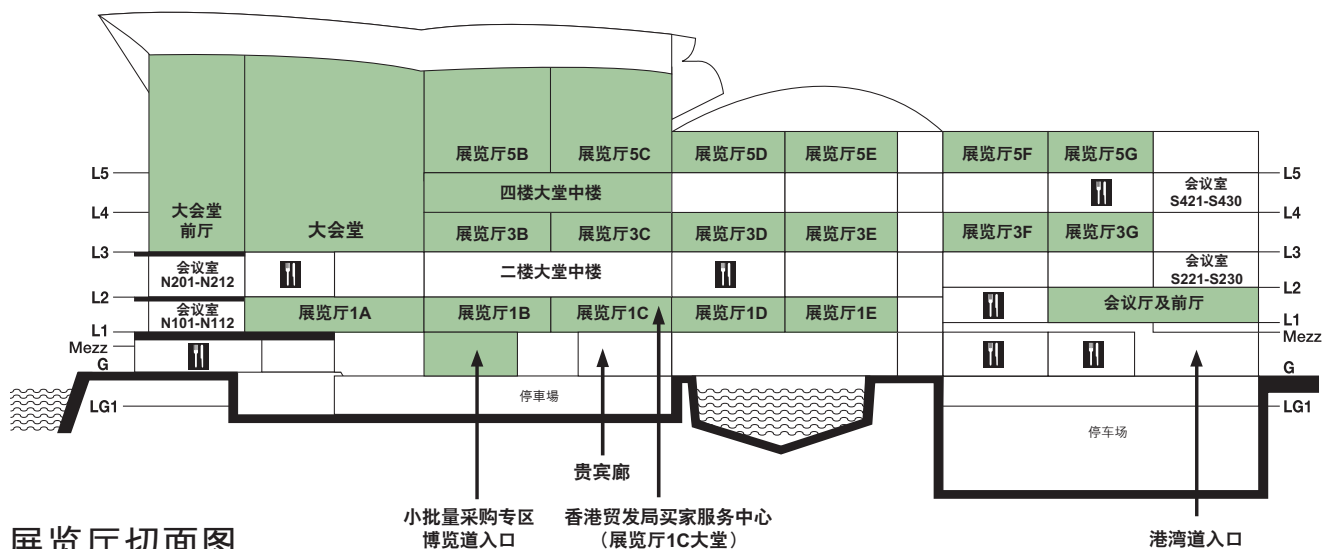 展览厅5B
展览厅5C
展览厅5D
展览厅5E
展览厅5F
展览厅5G
L5
L5
四楼大堂中楼
会议室
S421-S430
L4
L4
大会堂
前厅
大会堂
展览厅3B
展览厅3C
展览厅3D
展览厅3E
展览厅3F
展览厅3G
L3
L3
会议室
N201-N212
二楼大堂中楼
会议室
S221-S230
L2
L2
会议室
N101-N112
展览厅1A
展览厅1B
展览厅1C
展览厅1D
展览厅1E
会议厅及前厅
L1
L1
Mezz
Mezz
G
G
停車場
LG1
LG1
停车场
贵宾廊
小批量采购专区
博览道入口
香港贸发局买家服务中心
（展览厅1C大堂）
港湾道入口
展览厅切面图